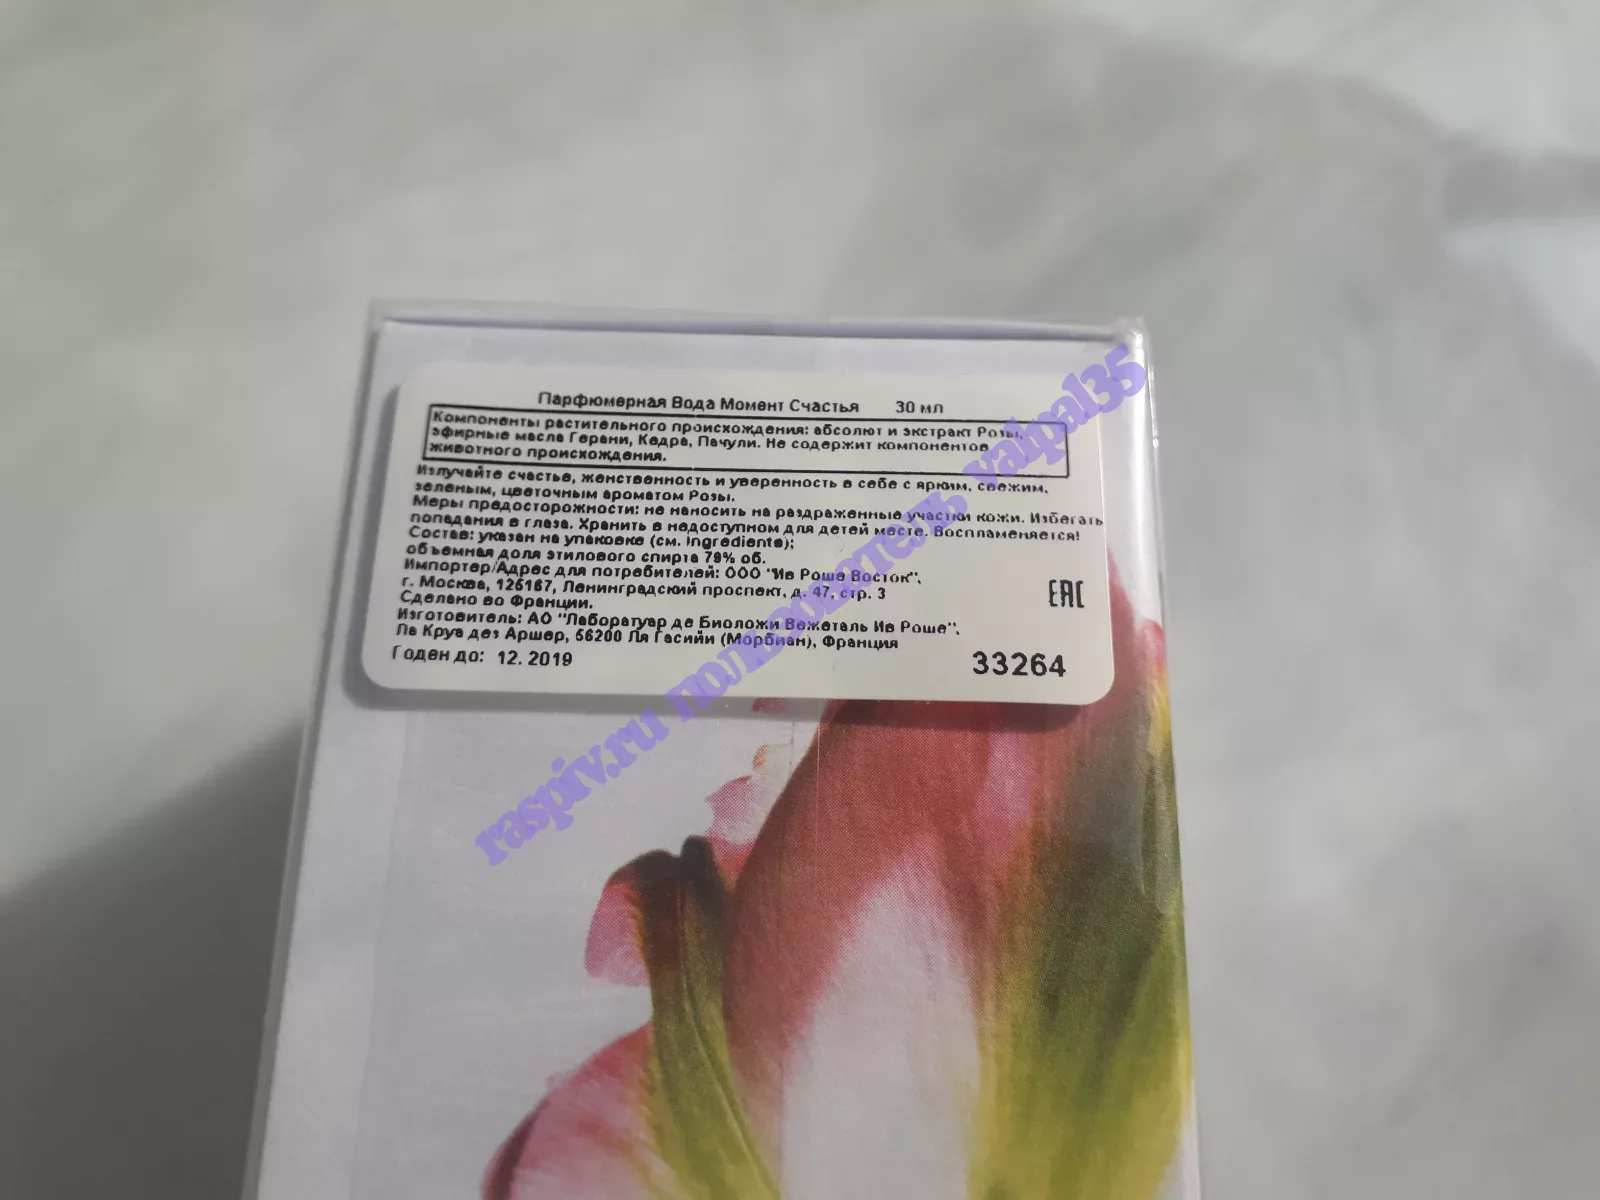 Парфюмерная Вода Момент Счастья 30 мл
Компоненты растительного происхождения: абсолют и экстракт Розы,
эфирные масла Герани, Кедра, Пачули. Не содержит компонентов
животного происхождения.
Излучайте счастье, женственность и уверенность в себе с ярким, свежим,
зеленым, цветочным ароматом Розы.
Меры предосторожности: не наносить на раздраженные участки кожи. Избегать
попадания в глаза. Хранить в недоступном для детей месте. Воспламеняется!
Состав: указан на упаковке (см. Ingredients);
объемная доля этилового спирта 79% об.
Импортер/Адрес для потребителей: ООО "Ив Роше Восток",
г. Москва, 125167, Ленинградский проспект, д. 47, стр. 3
Сделано во Франции.
EAC
Изготовитель: АО "Лаборатуар де Биоложи Вежеталь Ив Роше",
Ла Круа дез Аршер, 56200 Ля Гасийи (Морбиан), Франция
Годен до: 12. 2019 33264
raspiv.ru пользователь valpal35